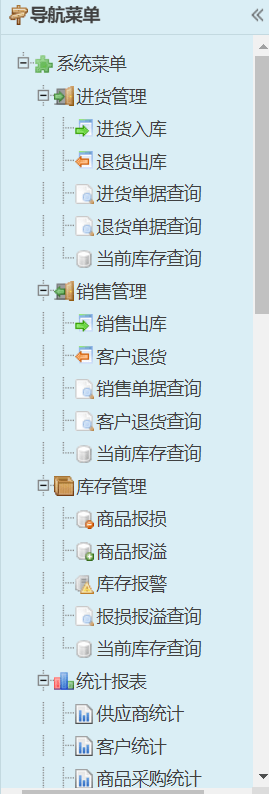 导航菜单
系统菜单
进货管理
进货入库
退货出库
进货单据查询
退货单据查询
当前库存查询
销售管理
销售出库
客户退货
销售单据查询
客户退货查询
当前库存查询
库存管理
商品报损
商品报溢
库存报警
报损报溢查询
当前库存查询
统计报表
供应商统计
客户统计
商品采购统计